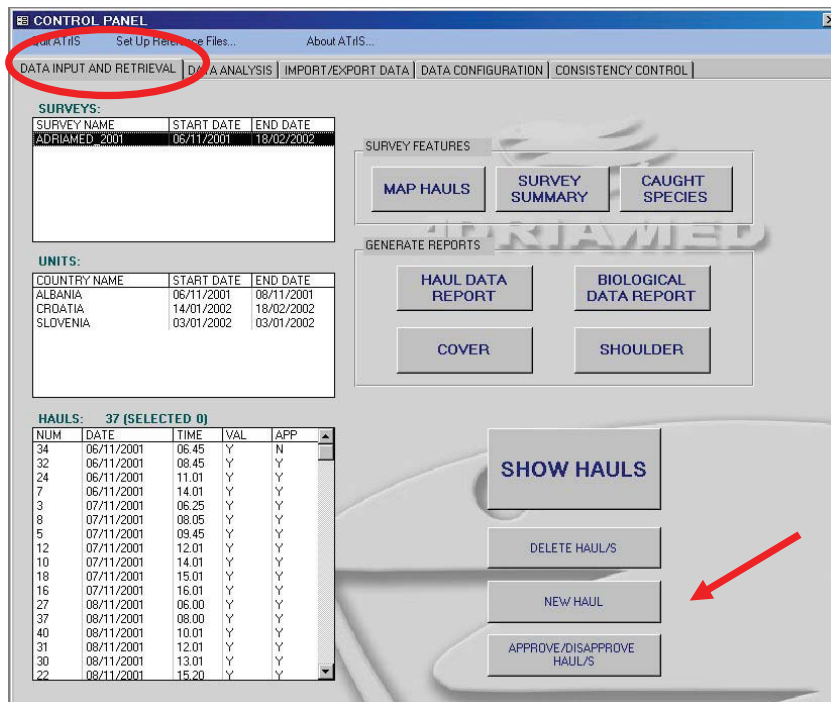 CONTROL PANEL
Quit ATrIS Set Up Reference Files... About ATrIS...
DATA INPUT AND RETRIEVAL DATA ANALYSIS IMPORT/EXPORT DATA DATA CONFIGURATION CONSISTENCY CONTROL
SURVEYS:
SURVEY NAME START DATE END DATE
ADRIAMED_2001 06/11/2001 18/02/2002
UNITS:
COUNTRY NAME START DATE END DATE
ALBANIA 06/11/2001 08/11/2001
CROATIA 14/01/2002 18/02/2002
SLOVENIA 03/01/2002 03/01/2002
HAULS: 37 (SELECTED 0)
NUM DATE TIME VAL APP
34 06/11/2001 06.45 Y N
32 06/11/2001 08.45 Y Y
24 06/11/2001 11.01 Y Y
7 06/11/2001 14.01 Y Y
3 07/11/2001 06.25 Y Y
8 07/11/2001 08.05 Y Y
5 07/11/2001 09.45 Y Y
12 07/11/2001 12.01 Y Y
10 07/11/2001 14.01 Y Y
18 07/11/2001 15.01 Y Y
16 07/11/2001 16.01 Y Y
27 08/11/2001 06.00 Y Y
37 08/11/2001 08.00 Y Y
40 08/11/2001 10.01 Y Y
31 08/11/2001 12.01 Y Y
30 08/11/2001 13.01 Y Y
22 08/11/2001 15.20 Y Y
SURVEY FEATURES
MAP HAULS
SURVEY
SUMMARY
CAUGHT
SPECIES
ADRIAMED
GENERATE REPORTS
HAUL DATA
REPORT
BIOLOGICAL
DATA REPORT
COVER
SHOULDER
SHOW HAULS
DELETE HAUL/S
NEW HAUL
APPROVE/DISAPPROVE
HAUL/S